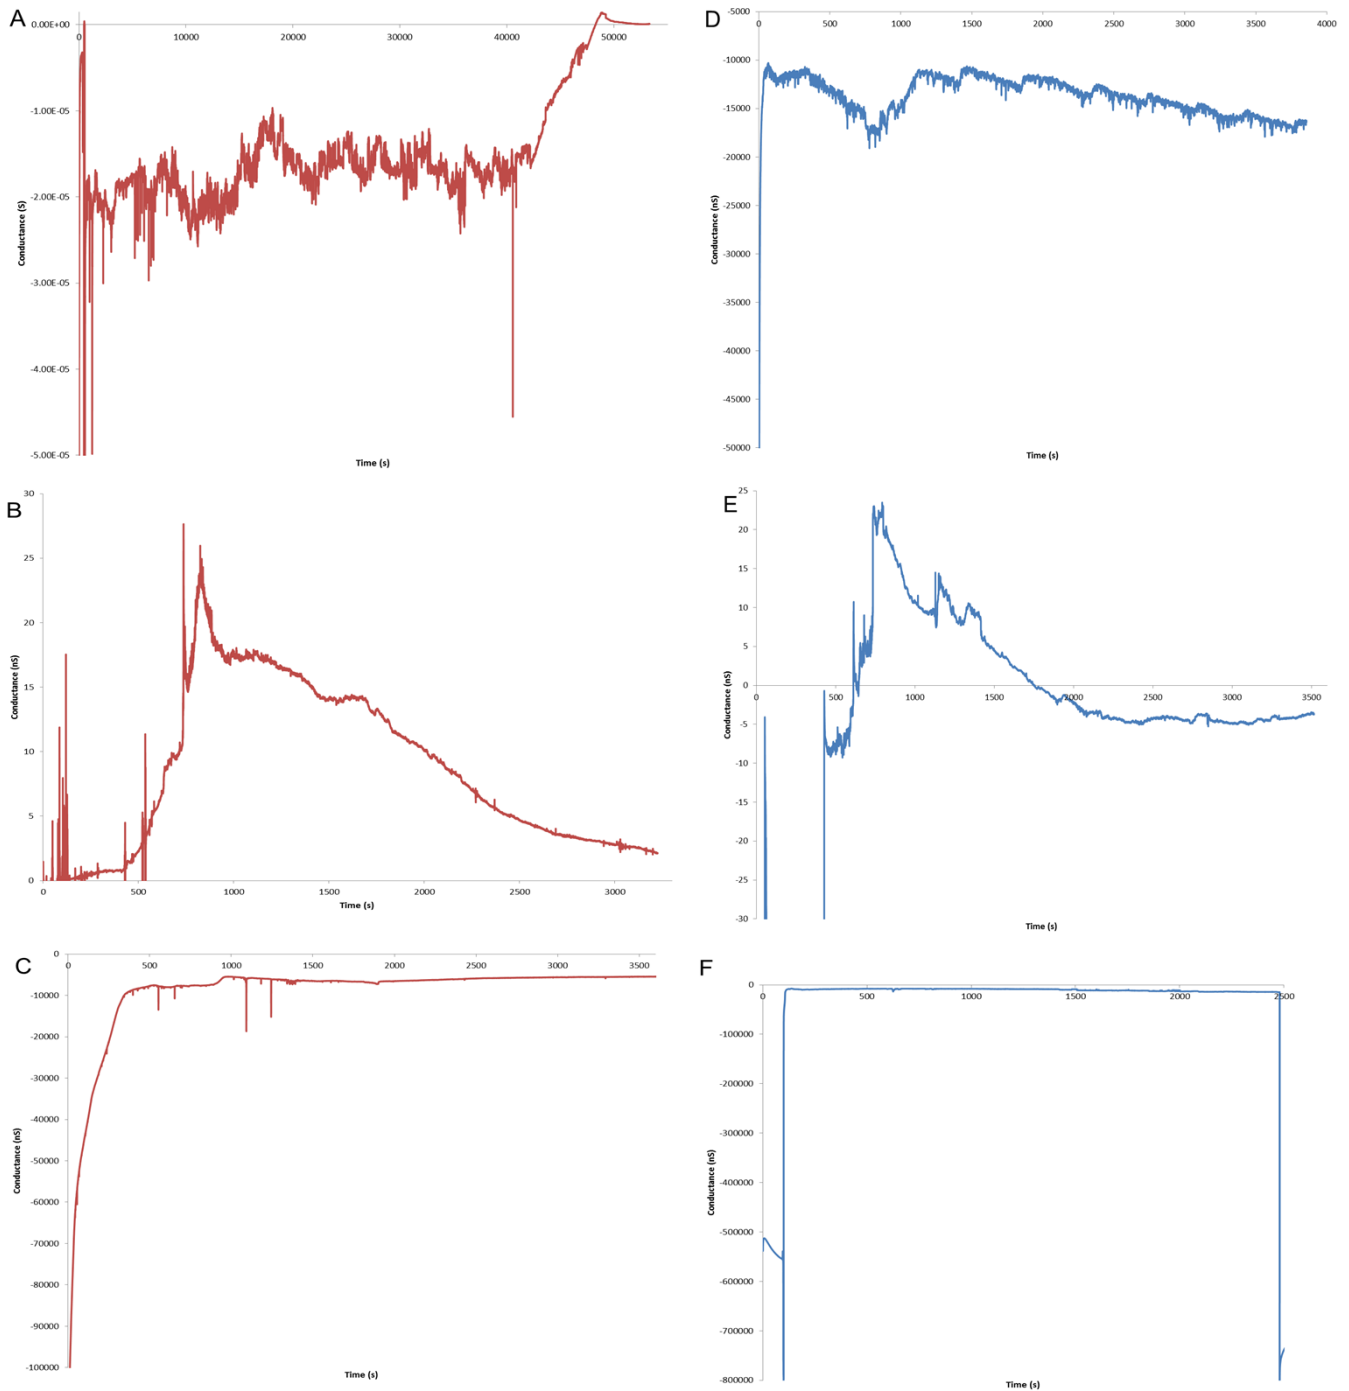 A
0.00E+00
10000 20000 30000 40000 50000
-1.00E-05
-2.00E-05
-3.00E-05
-4.00E-05
-5.00E-05
Conductance (S)
Time (s)
D
-5000
0 500 1000 1500 2000 2500 3000 3500 4000
-10000
-15000
-20000
-25000
-30000
-35000
-40000
-45000
-50000
Conductance (nS)
Time (s)
B
30
25
20
15
10
5
0
Conductance (nS)
0 500 1000 1500 2000 2500 3000
Time (s)
E
25
20
15
10
5
0
-5
-10
-15
-20
-25
-30
Conductance (nS)
0 500 1000 1500 2000 2500 3000 3500
Time (s)
C
0
0 500 1000 1500 2000 2500 3000 3500
-10000
-20000
-30000
-40000
-50000
-60000
-70000
-80000
-90000
-100000
Conductance (nS)
Time (s)
F
0
0 500 1000 1500 2000 2500
-100000
-200000
-300000
-400000
-500000
-600000
-700000
-800000
Conductance (nS)
Time (s)